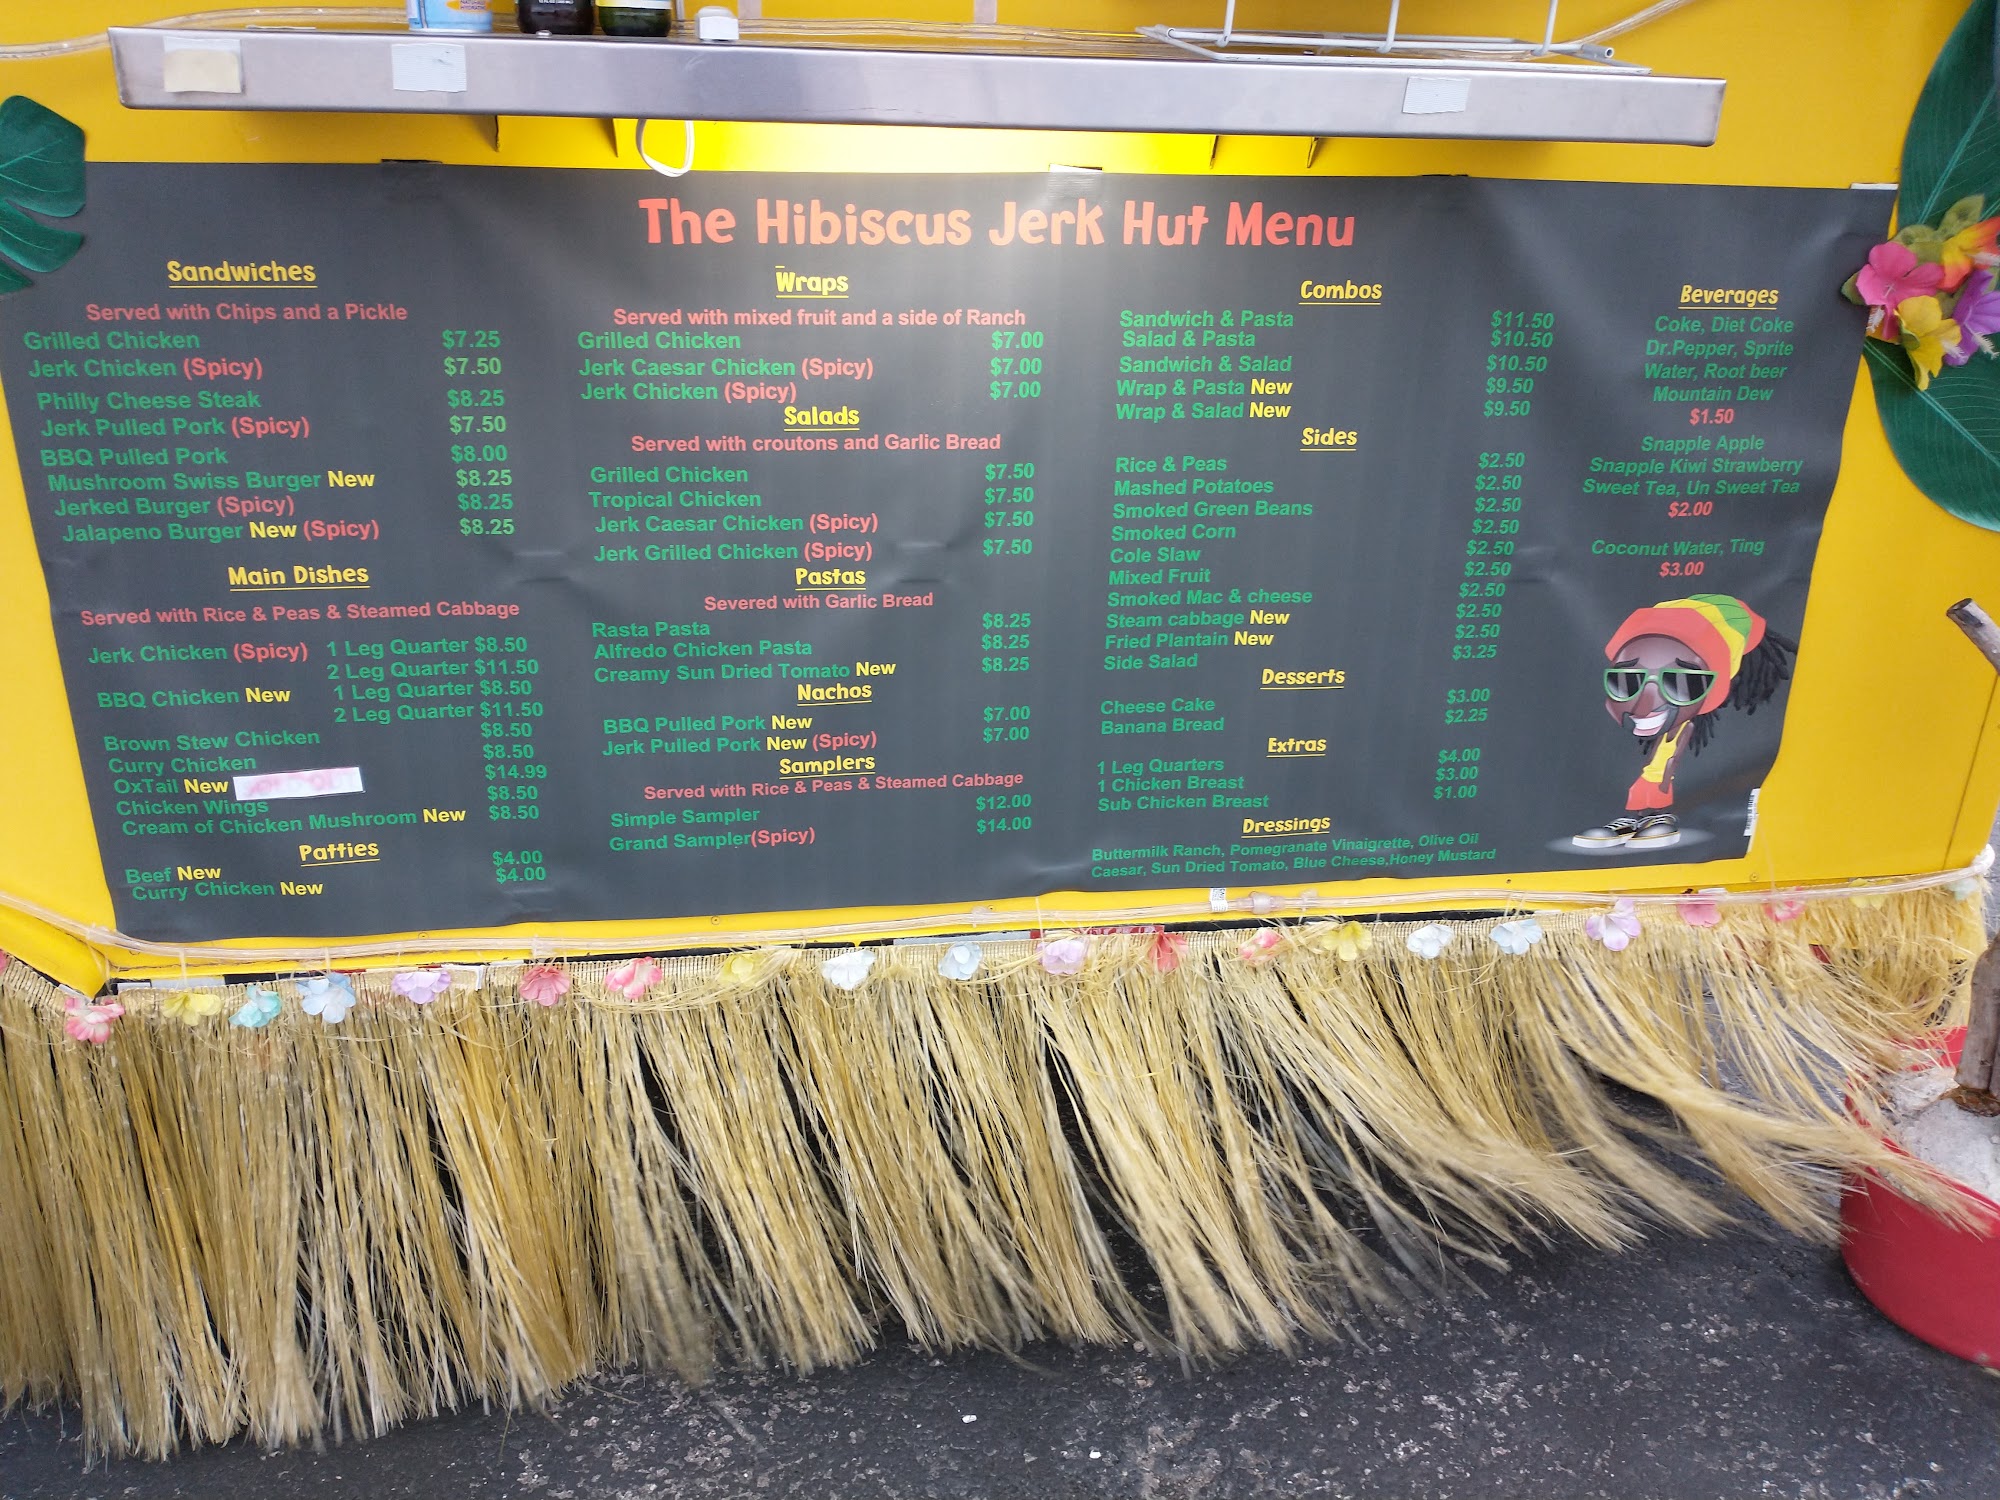 The Hibiscus Jerk Hut Menu
Sandwiches
Served with Chips and a Pickle
Grilled Chicken $7.25
Jerk Chicken (Spicy) $7.50
Philly Cheese Steak $8.25
Jerk Pulled Pork (Spicy) $7.50
BBQ Pulled Pork $8.00
Mushroom Swiss Burger New $8.25
Jerked Burger (Spicy) $8.25
Jalapeno Burger New (Spicy) $8.25
Main Dishes
Served with Rice & Peas & Steamed Cabbage
Jerk Chicken (Spicy) 1 Leg Quarter $8.50
2 Leg Quarter $11.50
BBQ Chicken New 1 Leg Quarter $8.50
2 Leg Quarter $11.50
Brown Stew Chicken $8.50
Curry Chicken $8.50
OxTail New $14.99
Chicken Wings $8.50
Cream of Chicken Mushroom New $8.50
Patties
Beef New $4.00
Curry Chicken New $4.00
Wraps
Served with mixed fruit and a side of Ranch
Grilled Chicken $7.00
Jerk Caesar Chicken (Spicy) $7.00
Jerk Chicken (Spicy) $7.00
Salads
Served with croutons and Garlic Bread
Grilled Chicken $7.50
Tropical Chicken $7.50
Jerk Caesar Chicken (Spicy) $7.50
Jerk Grilled Chicken (Spicy) $7.50
Pastas
Severed with Garlic Bread
Rasta Pasta $8.25
Alfredo Chicken Pasta $8.25
Creamy Sun Dried Tomato New $8.25
Nachos
BBQ Pulled Pork New $7.00
Jerk Pulled Pork New (Spicy) $7.00
Samplers
Served with Rice & Peas & Steamed Cabbage
Simple Sampler $12.00
Grand Sampler(Spicy) $14.00
Combos
Sandwich & Pasta $11.50
Salad & Pasta $10.50
Sandwich & Salad $10.50
Wrap & Pasta New $9.50
Wrap & Salad New $9.50
Sides
Rice & Peas $2.50
Mashed Potatoes $2.50
Smoked Green Beans $2.50
Smoked Corn $2.50
Cole Slaw $2.50
Mixed Fruit $2.50
Smoked Mac & cheese $2.50
Steam cabbage New $2.50
Fried Plantain New $2.50
Side Salad $3.25
Desserts
Cheese Cake $3.00
Banana Bread $2.25
Extras
1 Leg Quarters $4.00
1 Chicken Breast $3.00
Sub Chicken Breast $1.00
Dressings
Buttermilk Ranch, Pomegranate Vinaigrette, Olive Oil
Caesar, Sun Dried Tomato, Blue Cheese,Honey Mustard
Beverages
Coke, Diet Coke
Dr.Pepper, Sprite
Water, Root beer
Mountain Dew
$1.50
Snapple Apple
Snapple Kiwi Strawberry
Sweet Tea, Un Sweet Tea
$2.00
Coconut Water, Ting
$3.00